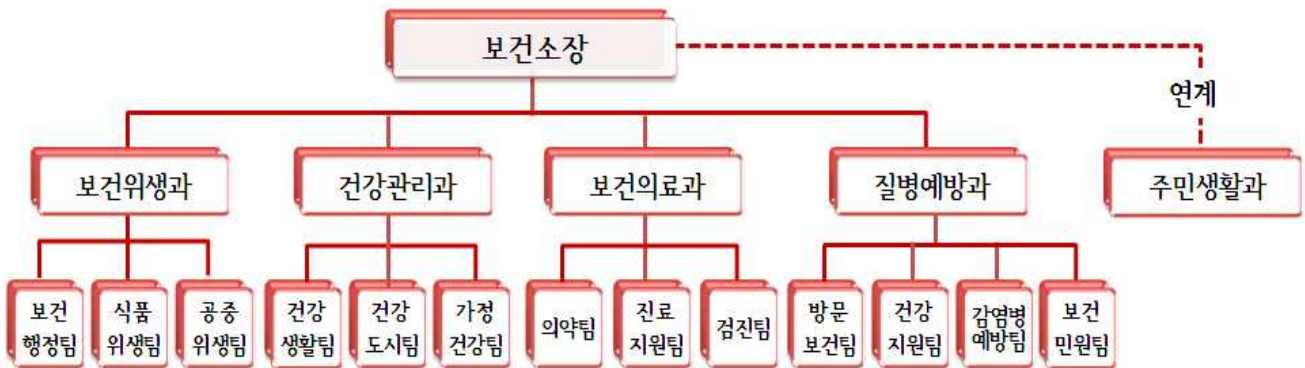 보건소장
연계
보건위생과
건강관리과
보건의료과
질병예방과
주민생활과
보건
행정팀
식품
위생팀
공중
위생팀
건강
생활팀
건강
도시팀
가정
건강팀
의약팀
진료
지원팀
검진팀
방문
보건팀
건강
지원팀
감염병
예방팀
보건
민원팀